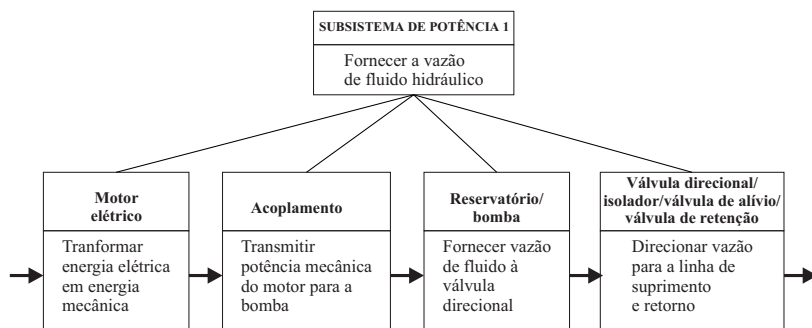 SUBSISTEMA DE POTÊNCIA 1
Fornecer a vazão
de fluido hidráulico
Motor
elétrico
Tranformar
energia elétrica
em energia
mecânica
Acoplamento
Transmitir
potência mecânica
do motor para a
bomba
Reservatório/
bomba
Fornecer vazão
de fluido à
válvula
direcional
Válvula direcional/
isolador/válvula de alívio/
válvula de retenção
Direcionar vazão
para a linha de
suprimento
e retorno